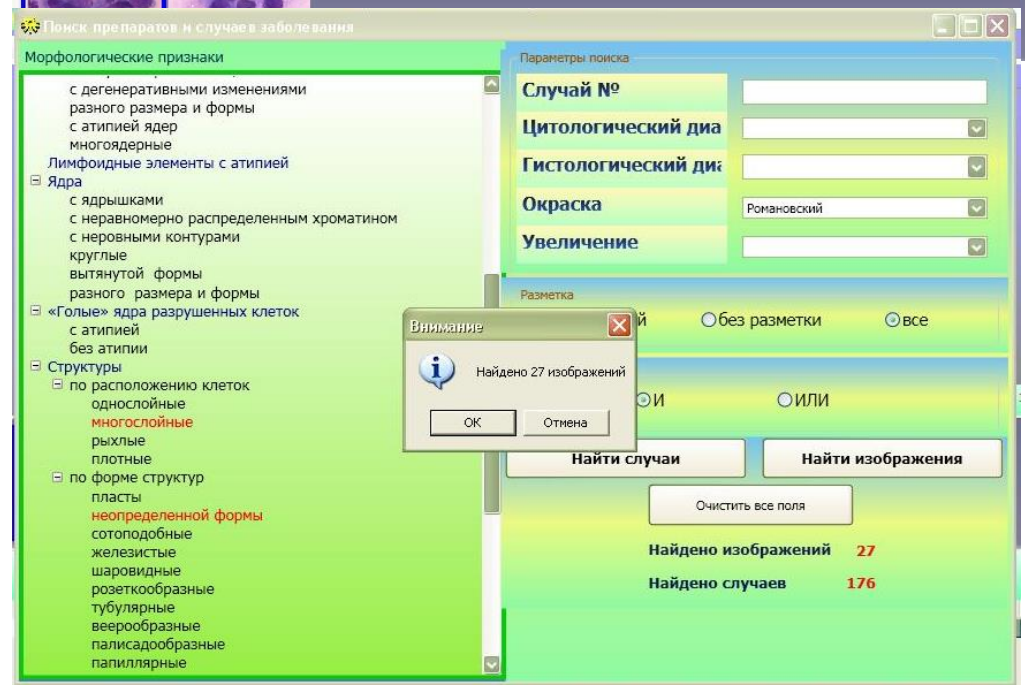 Поиск препаратов и случаев заболевания
Морфологические признаки
с дегенеративными изменениями
разного размера и формы
с атипией ядер
многоядерные
Лимфоидные элементы с атипией
Ядра
с ядрышками
с неравномерно распределенным хроматином
с неровными контурами
круглые
вытянутой формы
разного размера и формы
«Голые» ядра разрушенных клеток
с атипией
без атипии
Структуры
по расположению клеток
однослойные
многослойные
рыхлые
плотные
по форме структур
пласты
неопределенной формы
сотоподобные
железистые
шаровидные
розеткообразные
тубулярные
веерообразные
палисадообразные
папиллярные
Параметры поиска
Случай №
Цитологический диа
Гистологический диа
Окраска Романовский
Увеличение
Разметка
й без разметки все
Внимание
Найдено 27 изображений
ОК Отмена
И ИЛИ
Найти случаи Найти изображения
Очистить все поля
Найдено изображений 27
Найдено случаев 176